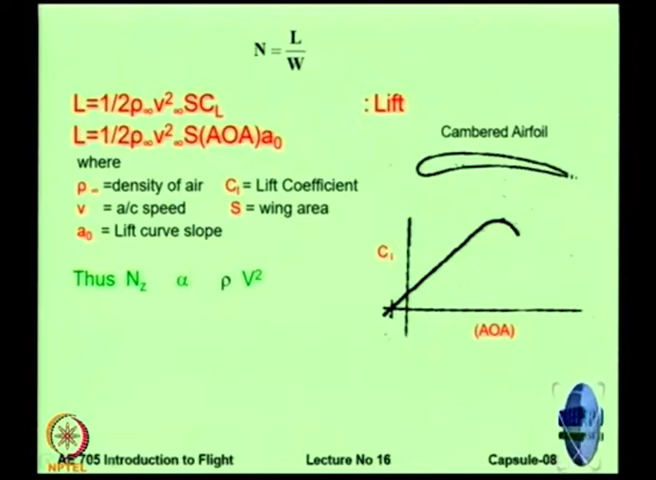 N = L/W
L=1/2ρ∞v²∞SCL :Lift
L=1/2ρ∞v²∞S(AOA)a₀
Cambered Airfoil
where
ρ∞ =density of air Cₗ= Lift Coefficient
v = a/c speed S = wing area
a₀ = Lift curve slope
Cₗ
Thus Nz α ρ V²
(AOA)
NPTEL
AE 705 Introduction to Flight Lecture No 16 Capsule-08